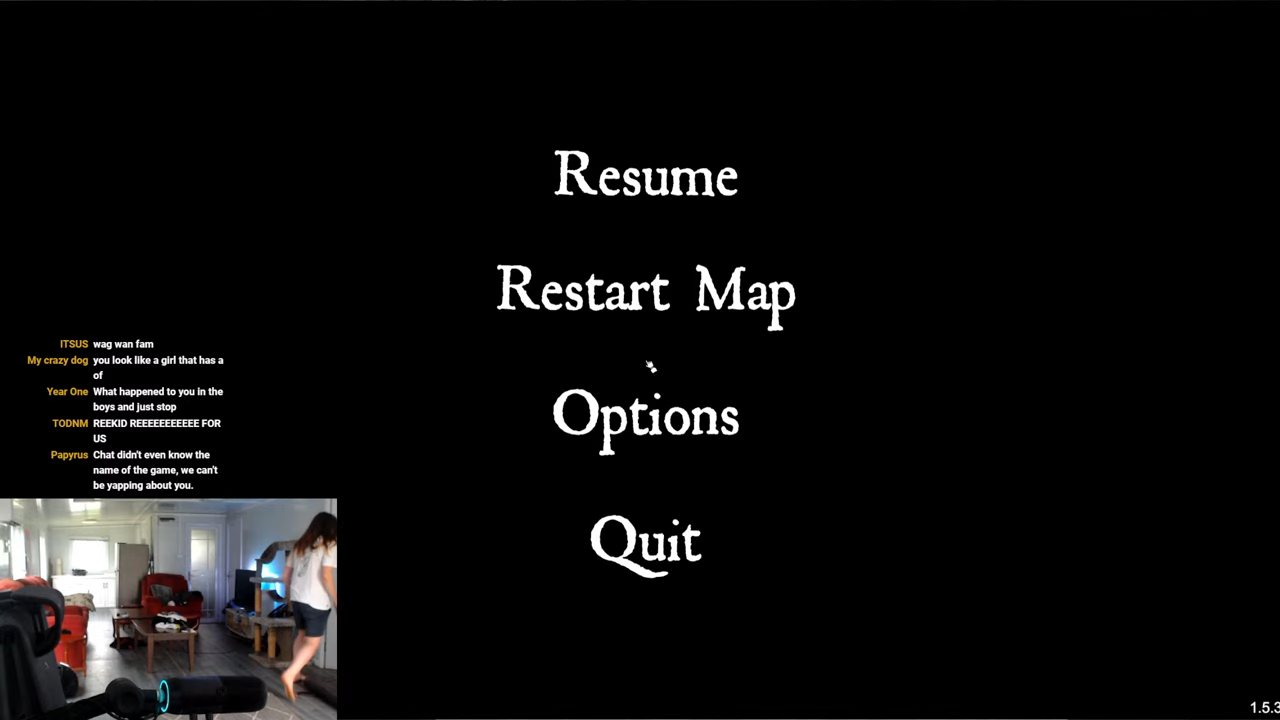 Resume
Restart Map
Options
Quit
ITSUS wag wan fam
My crazy dog you look like a girl that has a
of
Year One What happened to you in the
boys and just stop
TODNM REEKID REEEEEEEEEEE FOR
US
Papyrus Chat didn't even know the
name of the game, we can't
be yapping about you.
1.5.3